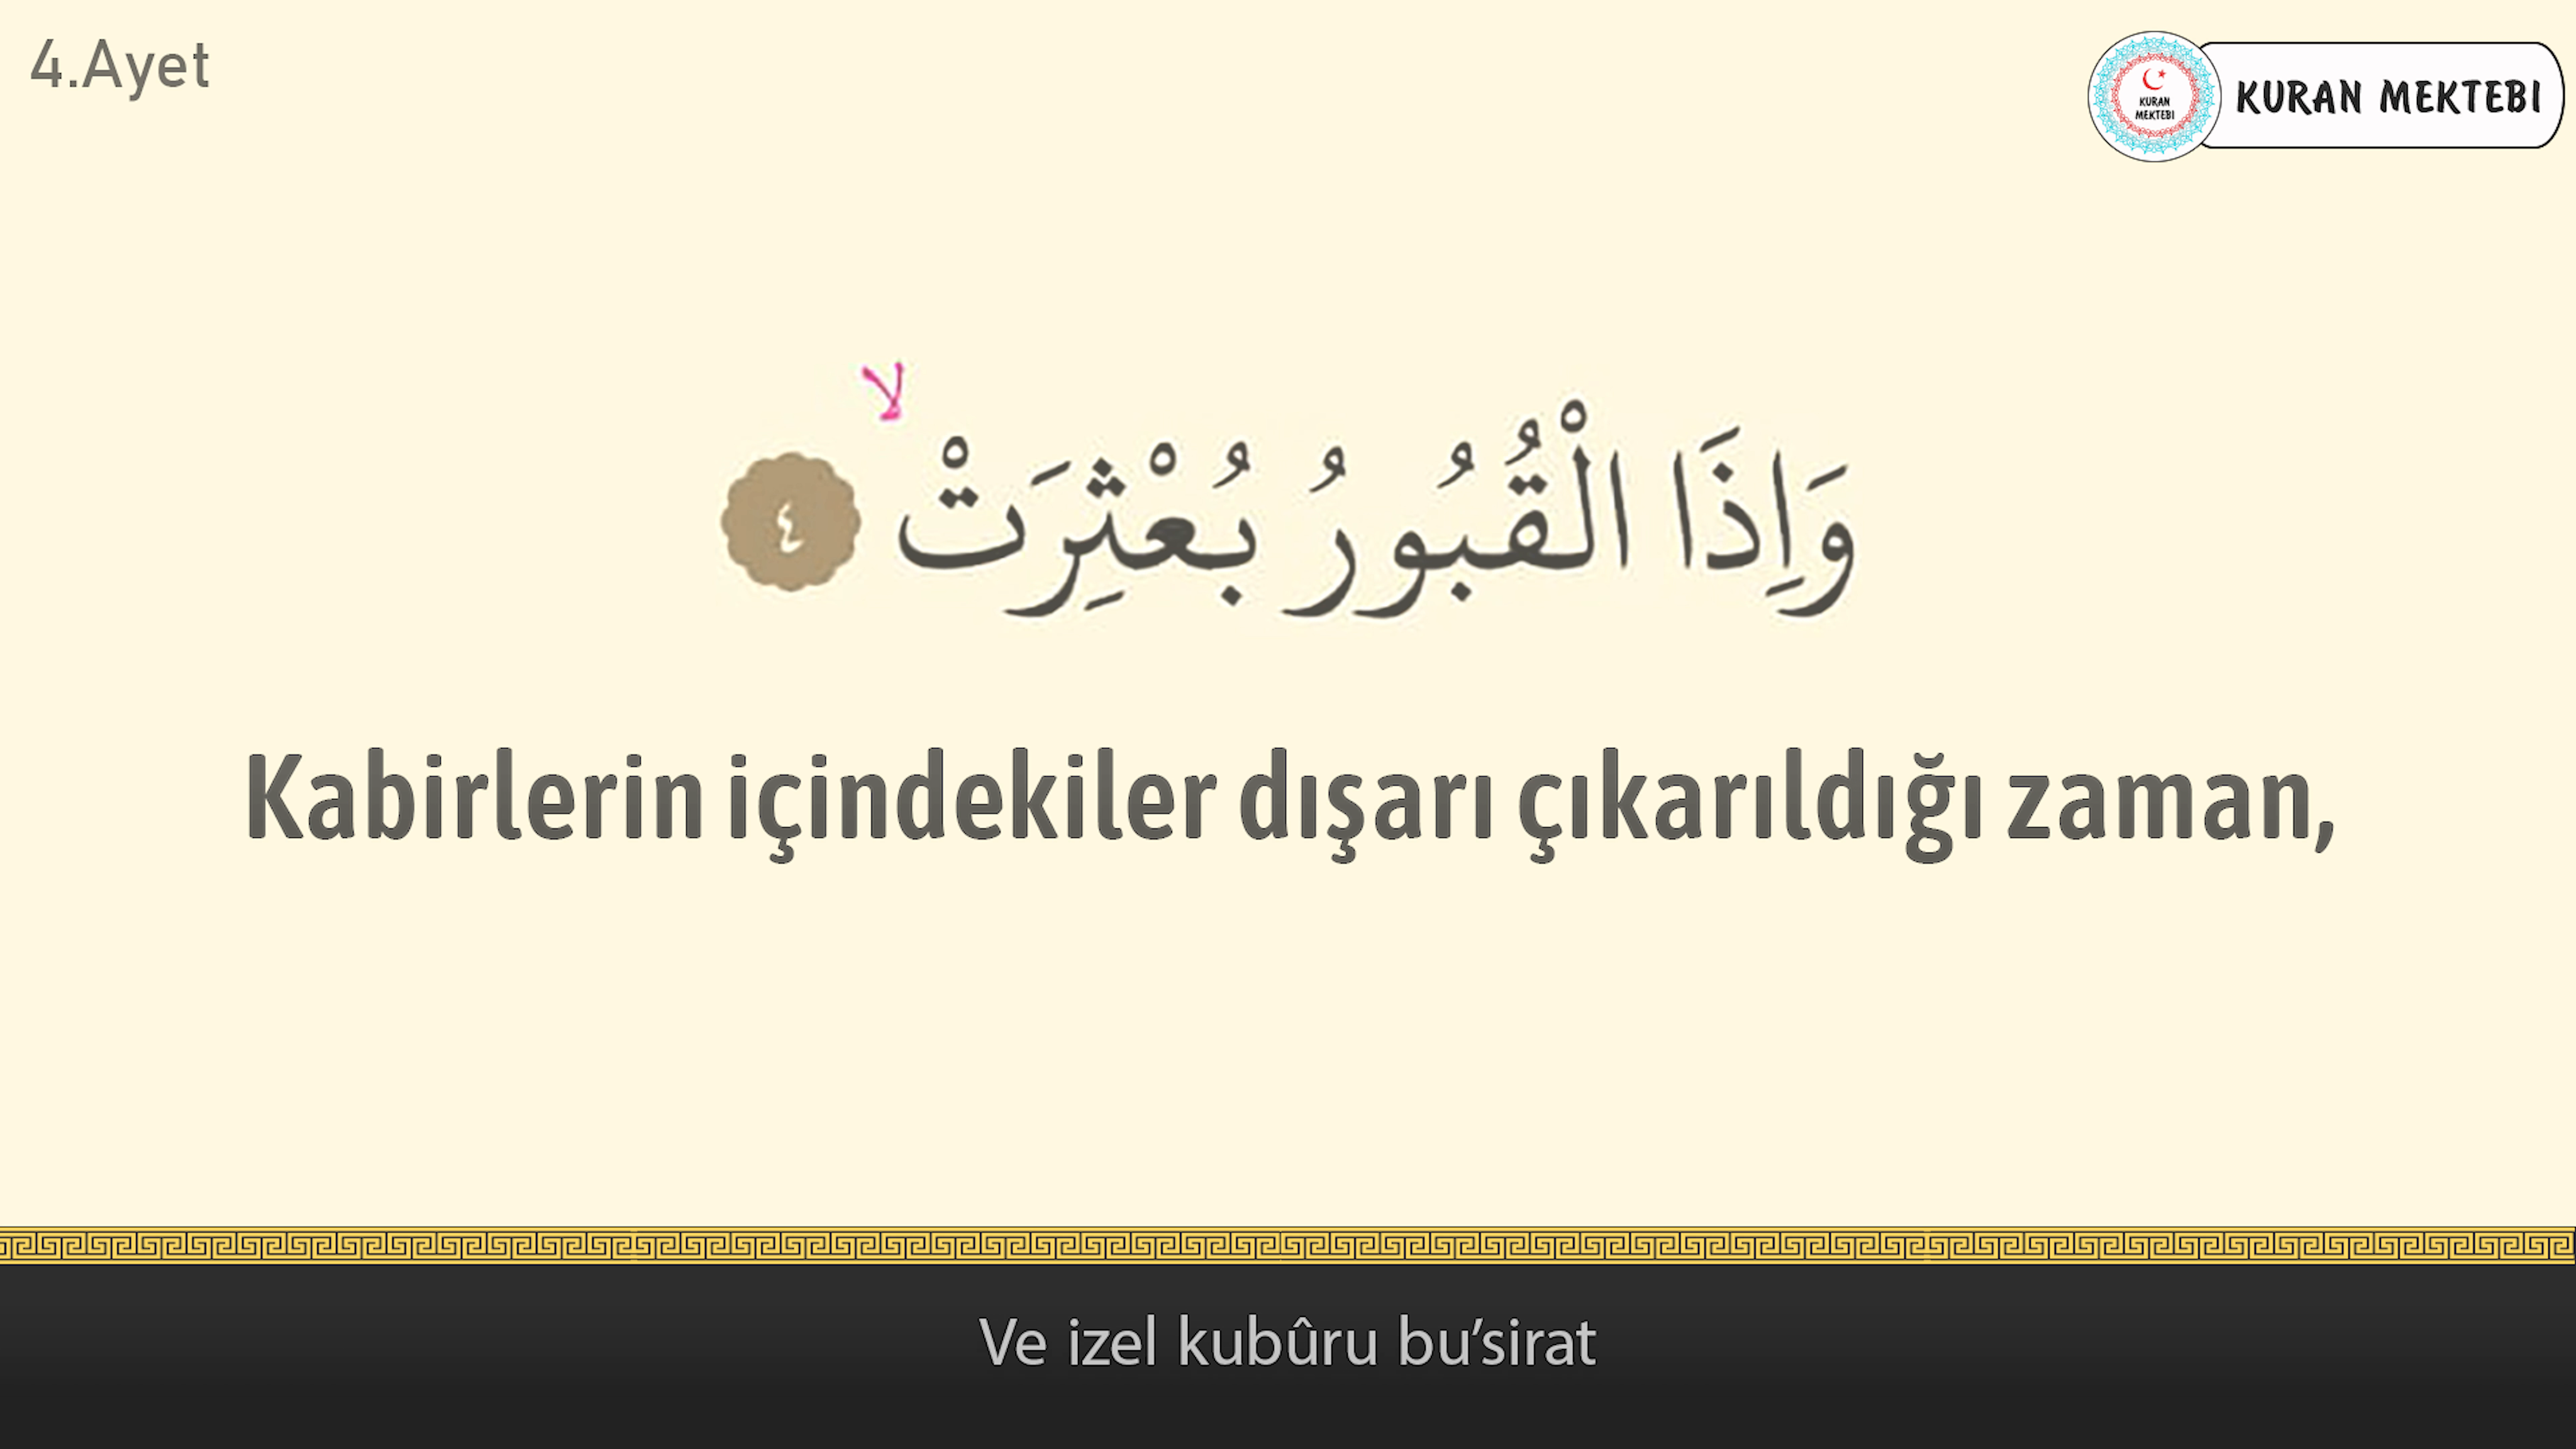 4.Ayet
KURAN
MEKTEBI
KURAN MEKTEBI
لا
وَاِذَا الْقُبُورُ بُعْثِرَتْ ٤
Kabirlerin içindekiler dışarı çıkarıldığı zaman,
Ve izel kubûru bu’sirat